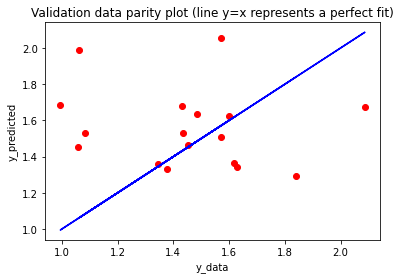 Validation data parity plot (line y=x represents a perfect fit)
2.0
1.8
1.6
1.4
1.2
1.0
y_predicted
1.0 1.2 1.4 1.6 1.8 2.0
y_data